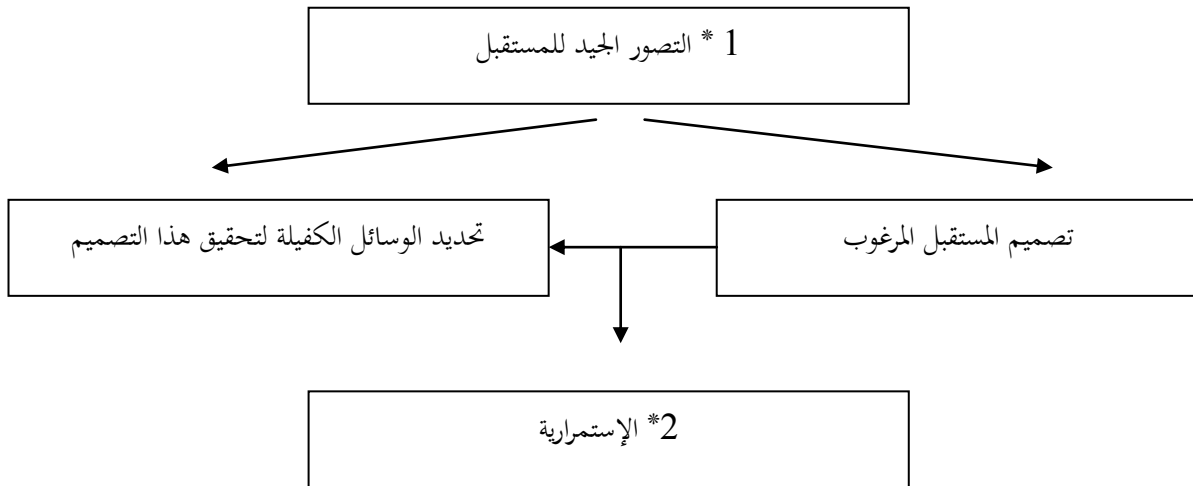 1 * التصور الجيد للمستقبل
تصميم المستقبل المرغوب
تحديد الوسائل الكفيلة لتحقيق هذا التصميم
2* الإستمرارية